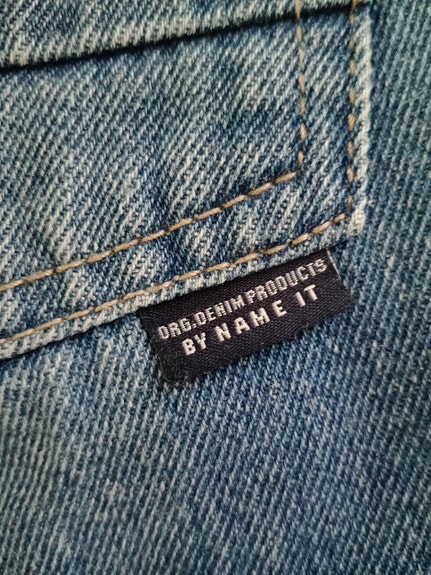 ORG.DENIM PRODUCTS
BY NAME IT